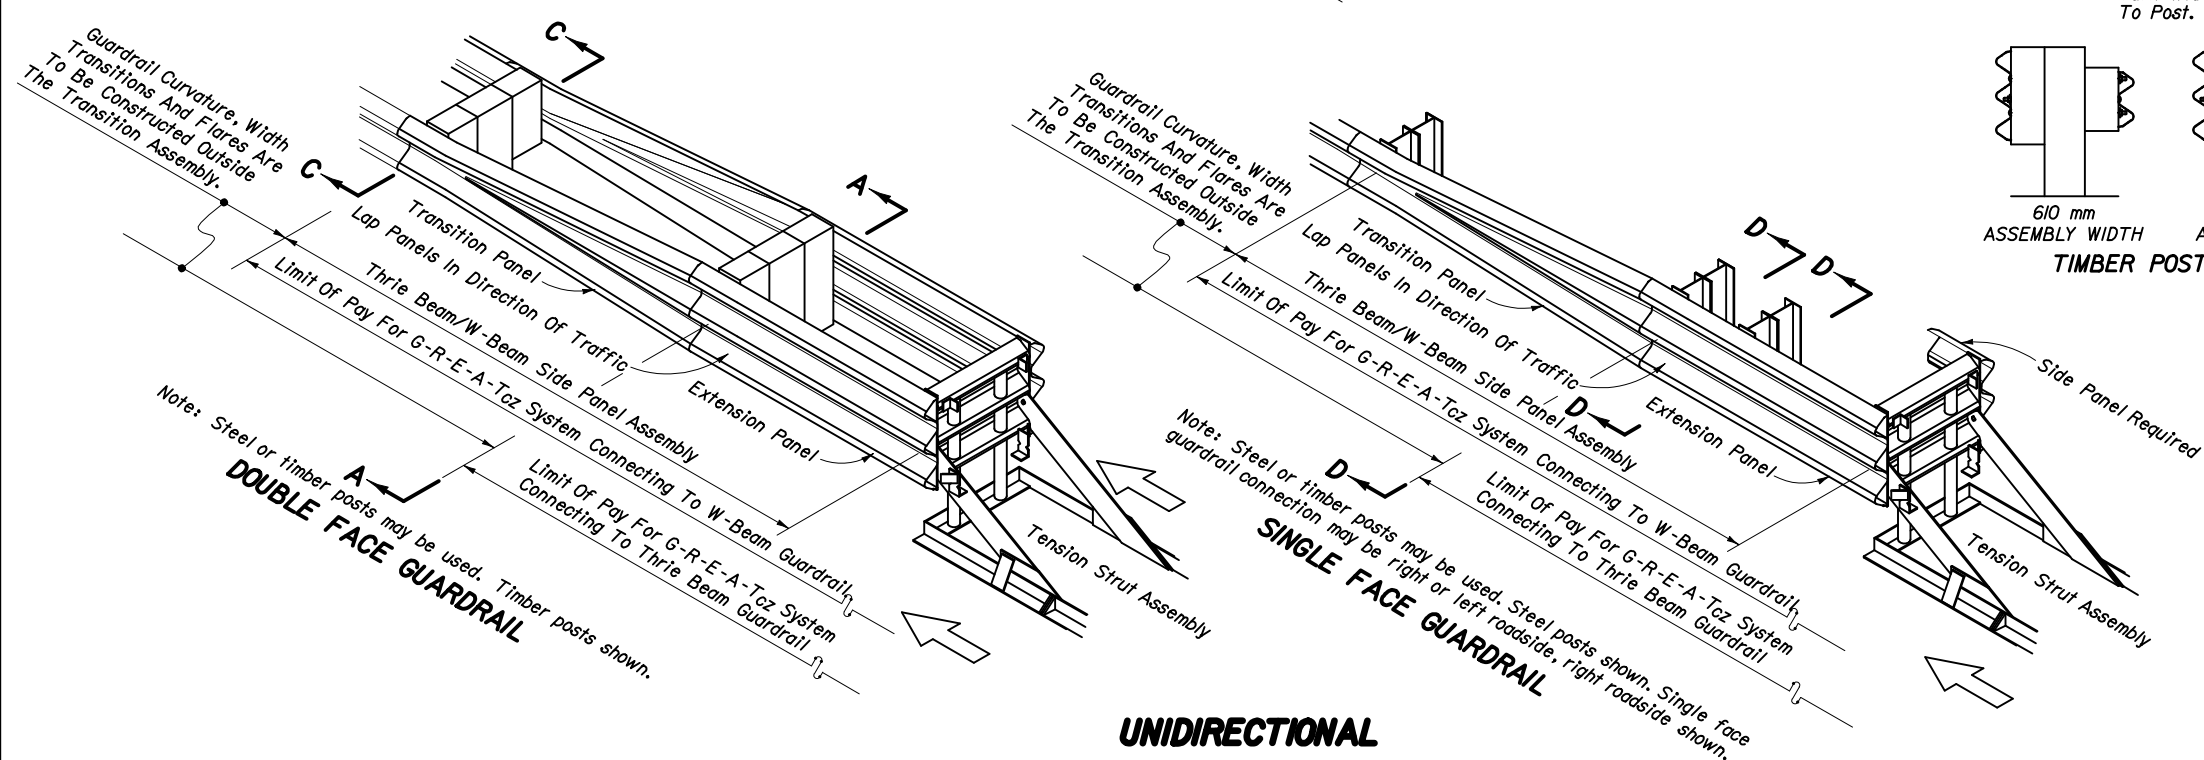 To Post.
C
Guardrail Curvature, Width
Transitions And Flares Are
To Be Constructed Outside
The Transition Assembly.
C
A
Transition Panel
Lap Panels In Direction Of Traffic
Thrie Beam/W-Beam Side Panel Assembly
Limit Of Pay For G-R-E-A-Tcz System Connecting To W-Beam Guardrail
Extension Panel
Limit Of Pay For G-R-E-A-Tcz System
Connecting To Thrie Beam Guardrail
Tension Strut Assembly
A
Note: Steel or timber posts may be used. Timber posts shown.
DOUBLE FACE GUARDRAIL
Guardrail Curvature, Width
Transitions And Flares Are
To Be Constructed Outside
The Transition Assembly.
D
D
Transition Panel
Lap Panels In Direction Of Traffic
Thrie Beam/W-Beam Side Panel Assembly
Limit Of Pay For G-R-E-A-Tcz System Connecting To W-Beam Guardrail
D
Extension Panel
Side Panel Required
Limit Of Pay For G-R-E-A-Tcz System
Connecting To Thrie Beam Guardrail
Tension Strut Assembly
D
Note: Steel or timber posts may be used. Steel posts shown. Single face
guardrail connection may be right or left roadside, right roadside shown.
SINGLE FACE GUARDRAIL
610 mm
ASSEMBLY WIDTH
A
TIMBER POST
UNIDIRECTIONAL